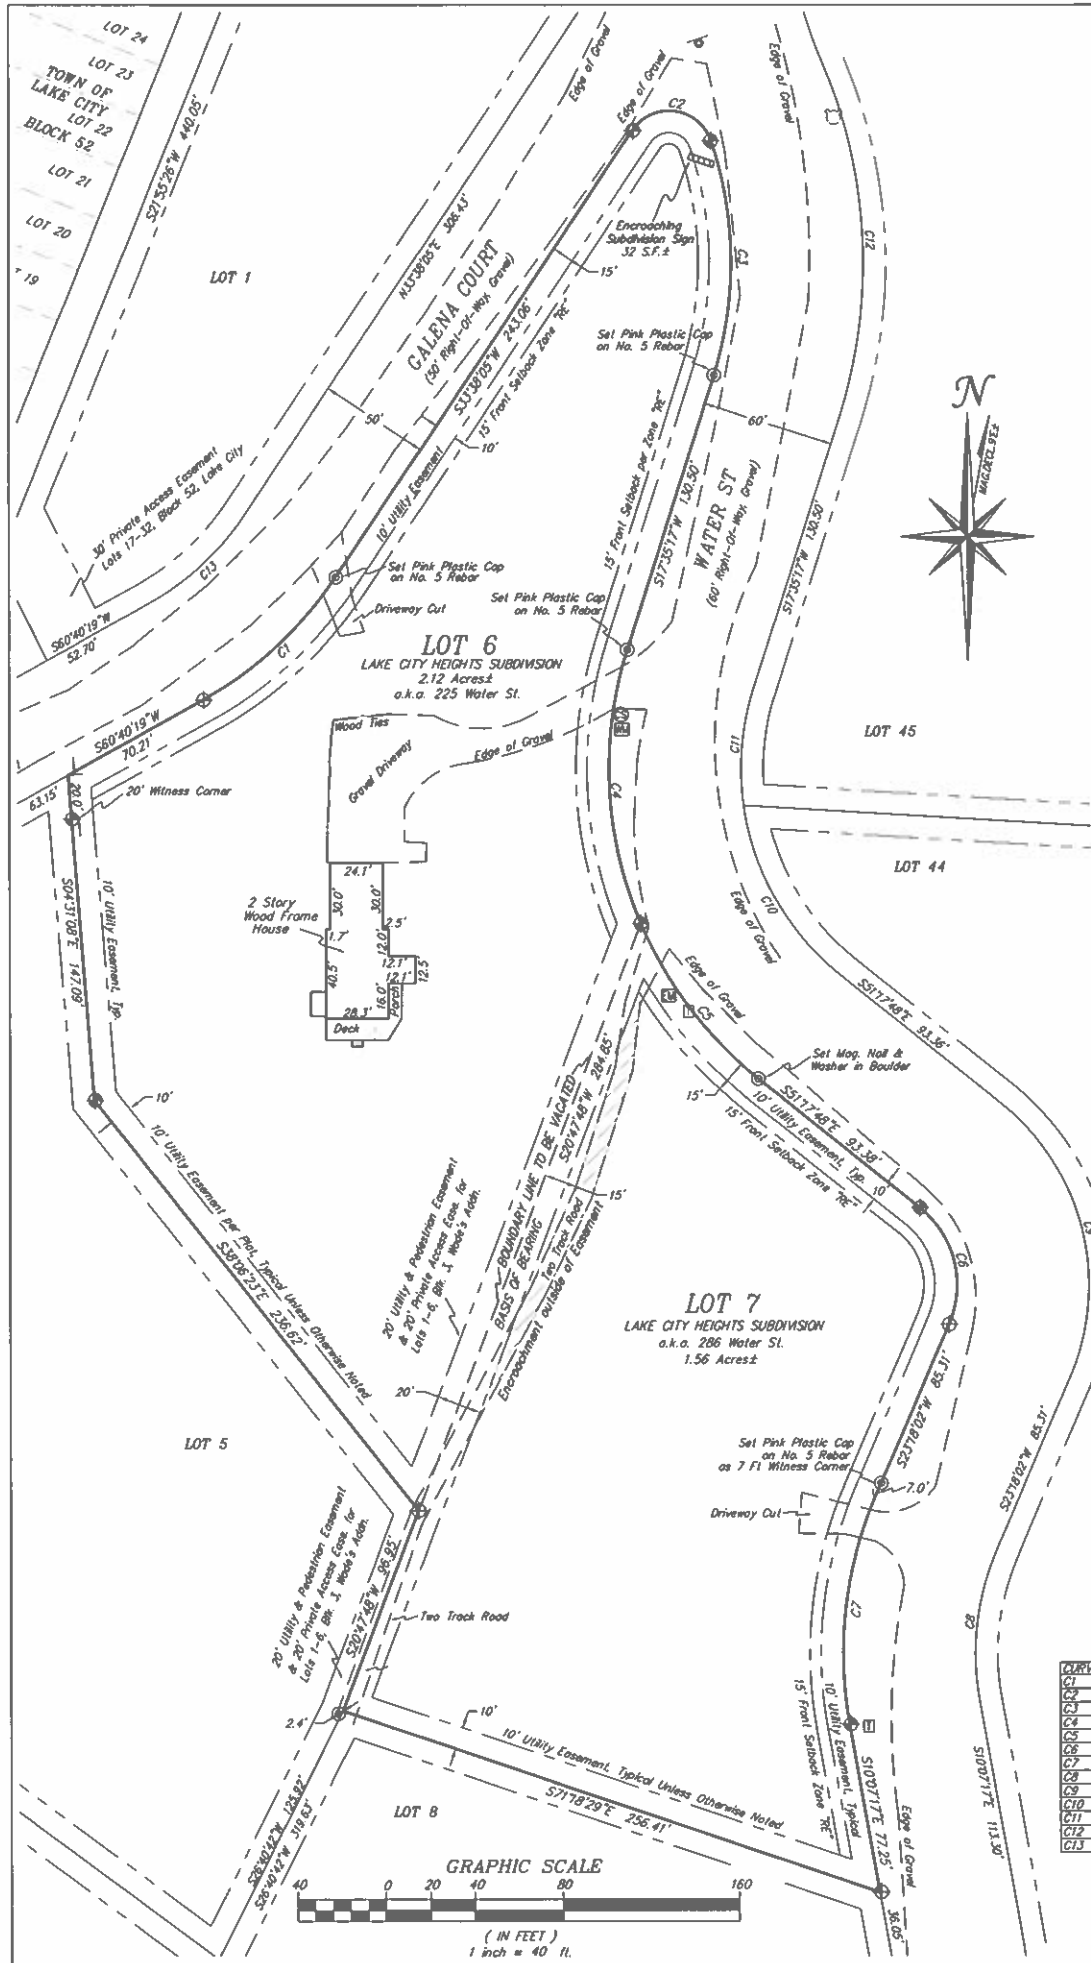 LOT 24
LOT 23
TOWN OF
LAKE CITY
LOT 22
BLOCK 52
LOT 21
LOT 20
19
S21°55'26"W 440.05'
LOT 1
N33°38'05"E 306.43'
Edge of Gravel
Edge of Gravel
Edge of Gravel
C2
C3
C12
Encroaching
Subdivision Sign
32 S.F.±
GALENA COURT
(50' Right-Of-Way, Gravel)
S33°38'05"W 243.06'
15'
15' Front Setback Zone "RE"
10'
50'
10' Utility Easement
Set Pink Plastic Cap
on No. 5 Rebar
60'
15' Front Setback per Zone "RE"
S17°35'17"W 130.50'
WATER ST
(60' Right-Of-Way, Gravel)
S17°35'17"W 130.50'
N
MAG.DECL.9°E±
30' Private Access Easement
Lots 17-32, Block 52, Lake City
C13
S60°40'19"W
52.70'
C1
Set Pink Plastic Cap
on No. 5 Rebar
Driveway Cut
Set Pink Plastic Cap
on No. 5 Rebar
LOT 6
LAKE CITY HEIGHTS SUBDIVISION
2.12 Acres±
a.k.a. 225 Water St.
S60°40'19"W
70.21'
63.15'
20.0'
20' Witness Corner
Wood Ties
Gravel Driveway
Edge of Gravel
C4
C11
LOT 45
LOT 44
S04°31'08"E 147.09'
10' Utility Easement, Typ.
2 Story
Wood Frame
House
24.1'
30.0'
30.0'
2.5'
1.7'
12.0'
12.1'
12.1'
12.5'
40.5'
16.0'
Porch
28.3'
Deck
C10
Edge of Gravel
Edge of Gravel
C5
S51°17'48"E 93.36'
Set Mag. Nail &
Washer in Boulder
15'
S51°17'48"E 93.38'
10' Utility Easement, Typ.
10'
15' Front Setback Zone "RE"
10'
10' Utility Easement per Plat, Typical Unless Otherwise Noted
S38°06'23"E 236.62'
BOUNDARY LINE TO BE VACATED
S20°47'48"W 284.85'
BASIS OF BEARING
15'
Two Track Road
Encroachment outside of Easement
20' Utility & Pedestrian Easement
& 20' Private Access Ease. for
Lots 1-6, Blk. 3, Wade's Addn.
20'
C6
C9
LOT 7
LAKE CITY HEIGHTS SUBDIVISION
a.k.a. 286 Water St.
1.56 Acres±
S23°18'02"W 85.31'
S23°18'02"W 85.31'
LOT 5
Set Pink Plastic Cap
on No. 5 Rebar
as 7 Ft Witness Corner
7.0'
Driveway Cut
20' Utility & Pedestrian Easement
& 20' Private Access Ease. for
Lots 1-6, Blk. 3, Wade's Addn.
S20°47'48"W 96.95'
Two Track Road
C7
C8
2.4'
10'
10' Utility Easement, Typical Unless Otherwise Noted
S71°18'29"E 256.41'
15' Front Setback Zone "RE"
10' Utility Easement, Typical
S10°07'17"E 77.25'
Edge of Gravel
S10°07'17"E 113.30'
36.05'
S26°40'42"W 125.92'
S26°40'42"W 319.63'
LOT 8
C1
C2
C3
C4
C5
C6
C7
C8
C9
C10
C11
C12
C13
GRAPHIC SCALE
40 0 20 40 80 160
( IN FEET )
1 inch = 40 ft.